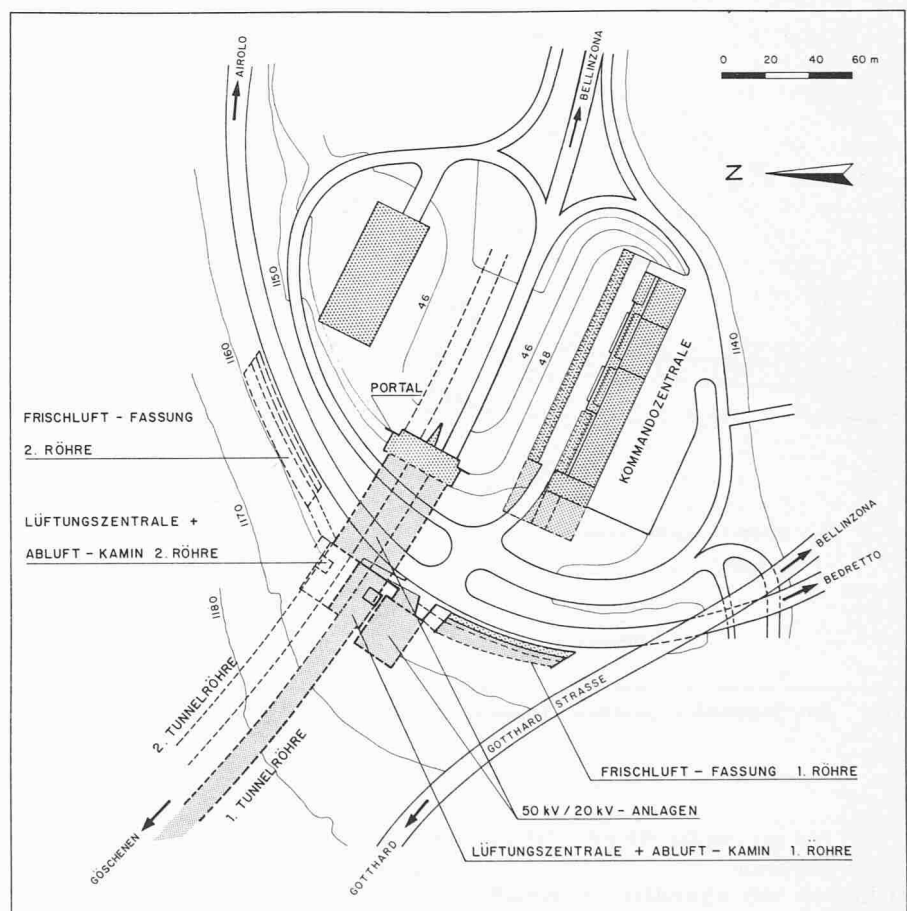 AIROLO
BELLINZONA
0 20 40 60 m
N
1150
46
1160
46
48
1140
PORTAL
KOMMANDOZENTRALE
FRISCHLUFT - FASSUNG
2. RÖHRE
1170
LÜFTUNGSZENTRALE +
ABLUFT - KAMIN 2. RÖHRE
BELLINZONA
BEDRETTO
1180
2. TUNNELRÖHRE
1. TUNNELRÖHRE
GOTTHARD STRASSE
FRISCHLUFT - FASSUNG 1. RÖHRE
50 kV / 20 kV - ANLAGEN
LÜFTUNGSZENTRALE + ABLUFT - KAMIN 1. RÖHRE
GÖSCHENEN
GOTTHARD